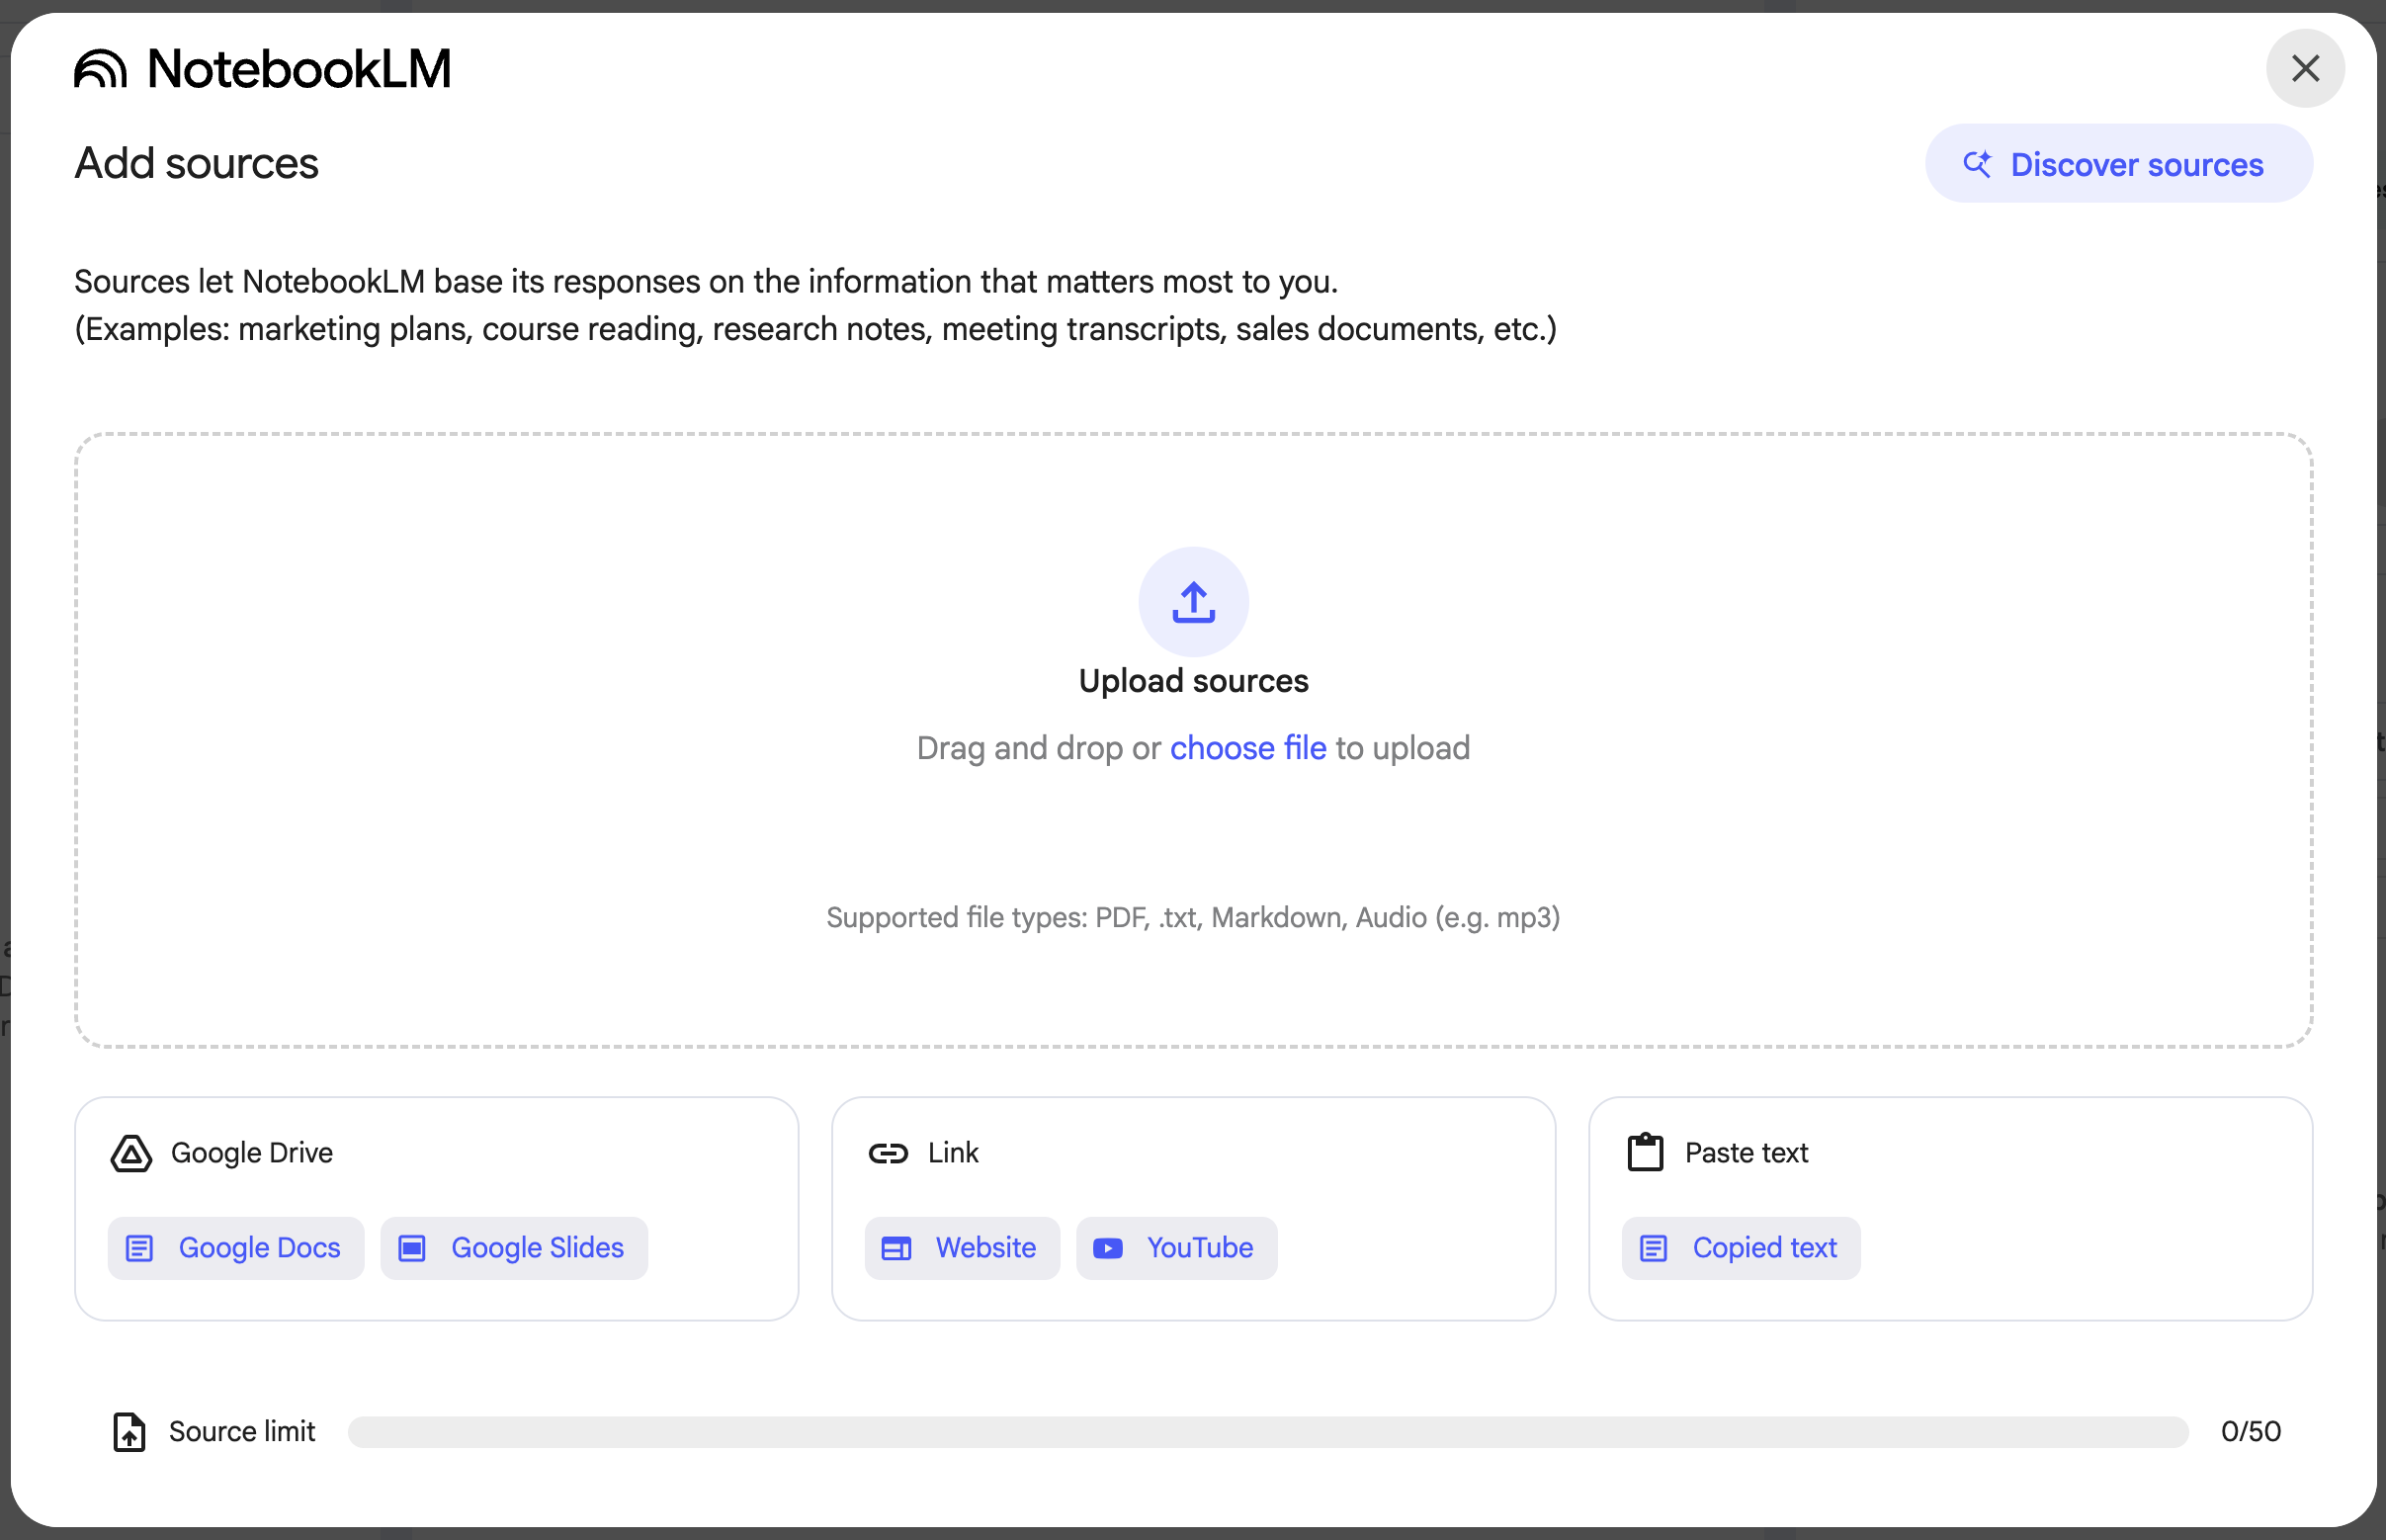 NotebookLM
Add sources
Discover sources
Sources let NotebookLM base its responses on the information that matters most to you.
(Examples: marketing plans, course reading, research notes, meeting transcripts, sales documents, etc.)
Upload sources
Drag and drop or choose file to upload
Supported file types: PDF, .txt, Markdown, Audio (e.g. mp3)
Google Drive
Google Docs
Google Slides
Link
Website
YouTube
Paste text
Copied text
Source limit
0/50